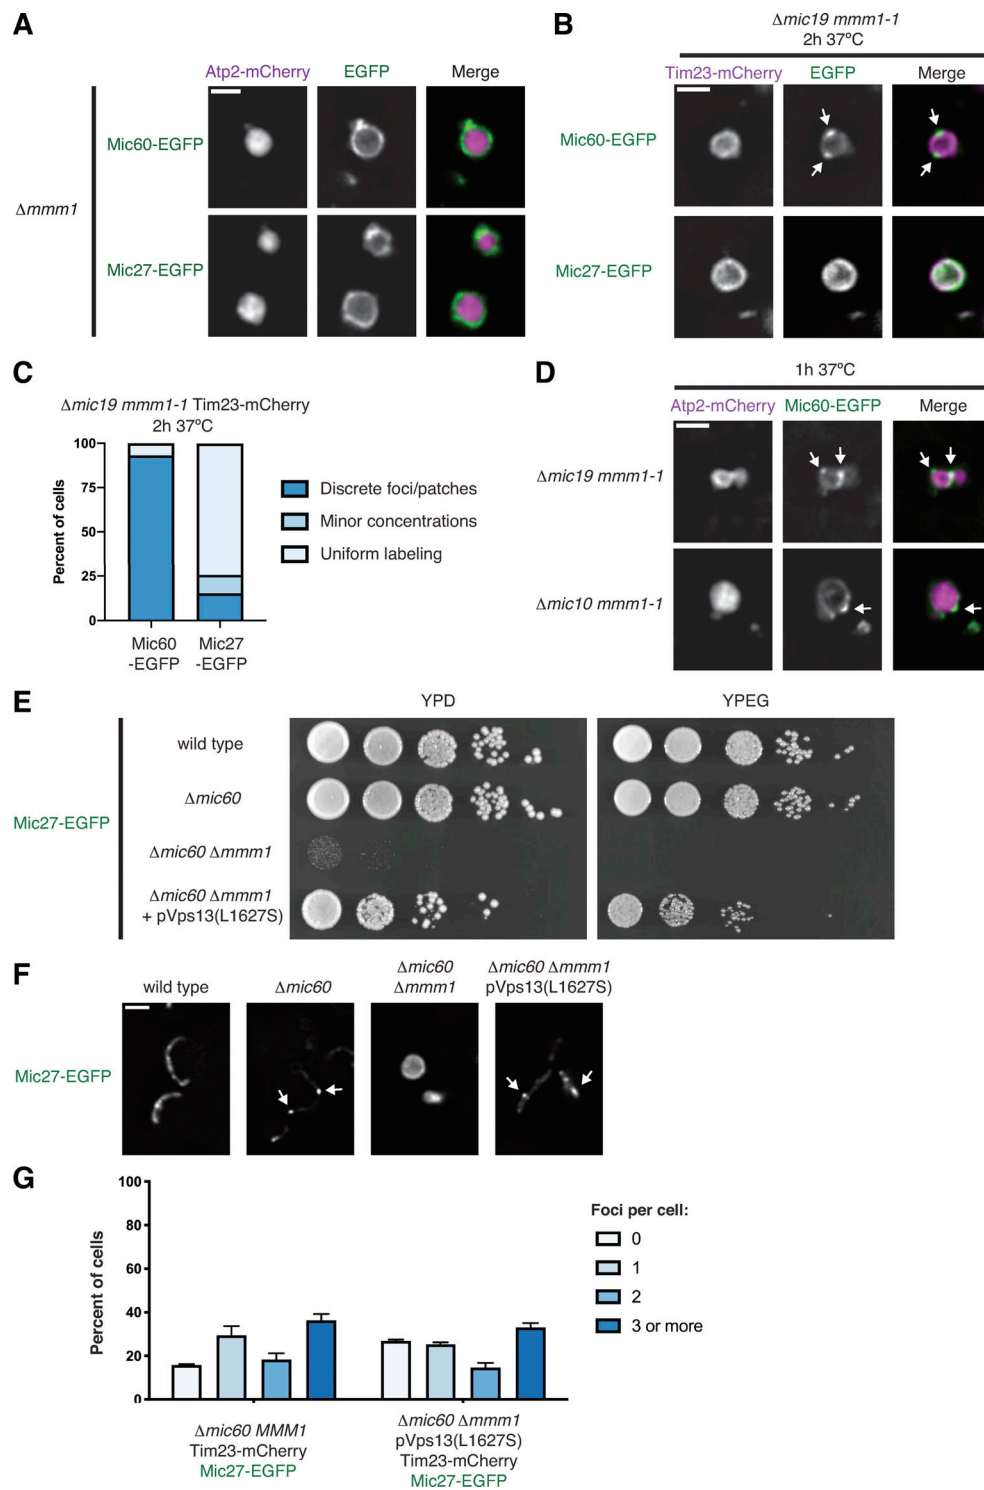 A
Atp2-mCherry EGFP Merge
Δmmm1
Mic60-EGFP
Mic27-EGFP
B
Δmic19 mmm1-1
2h 37ºC
Tim23-mCherry EGFP Merge
Mic60-EGFP
Mic27-EGFP
C
Δmic19 mmm1-1 Tim23-mCherry
2h 37ºC
Percent of cells
100
75
50
25
0
Mic60
-EGFP
Mic27
-EGFP
Discrete foci/patches
Minor concentrations
Uniform labeling
D
1h 37ºC
Atp2-mCherry Mic60-EGFP Merge
Δmic19 mmm1-1
Δmic10 mmm1-1
E
YPD YPEG
Mic27-EGFP
wild type
Δmic60
Δmic60 Δmmm1
Δmic60 Δmmm1
+ pVps13(L1627S)
F
wild type
Δmic60
Δmic60
Δmmm1
Δmic60 Δmmm1
pVps13(L1627S)
Mic27-EGFP
G
Percent of cells
100
80
60
40
20
0
Δmic60 MMM1
Tim23-mCherry
Mic27-EGFP
Δmic60 Δmmm1
pVps13(L1627S)
Tim23-mCherry
Mic27-EGFP
Foci per cell:
0
1
2
3 or more